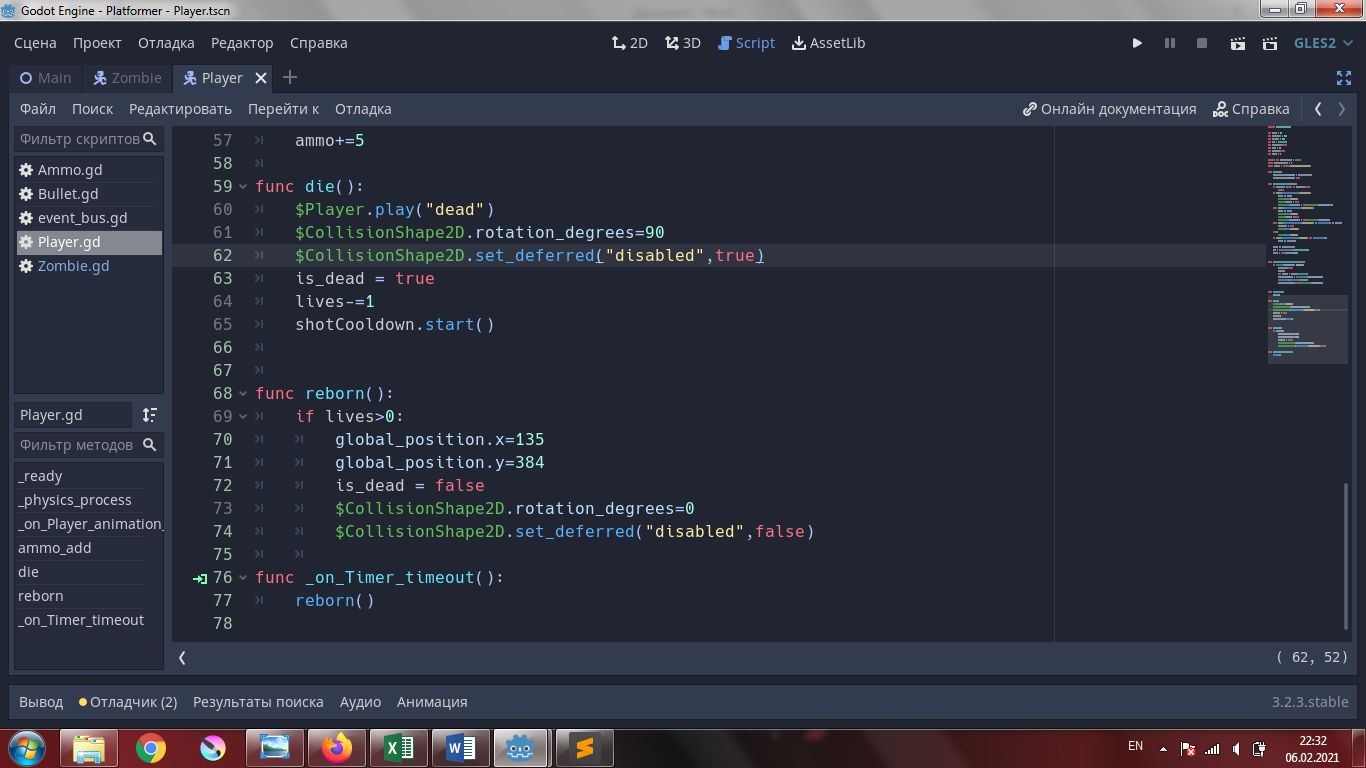 Godot Engine - Platformer - Player.tscn
Сцена Проект Отладка Редактор Справка 2D 3D Script AssetLib GLES2
Main Zombie Player
Файл Поиск Редактировать Перейти к Отладка Онлайн документация Справка
Фильтр скриптов
Ammo.gd
Bullet.gd
event_bus.gd
Player.gd
Zombie.gd
Player.gd
Фильтр методов
_ready
_physics_process
_on_Player_animation_
ammo_add
die
reborn
_on_Timer_timeout
57 ammo+=5
58
59 func die():
60 $Player.play("dead")
61 $CollisionShape2D.rotation_degrees=90
62 $CollisionShape2D.set_deferred("disabled",true)
63 is_dead = true
64 lives-=1
65 shotCooldown.start()
66
67
68 func reborn():
69 if lives>0:
70 global_position.x=135
71 global_position.y=384
72 is_dead = false
73 $CollisionShape2D.rotation_degrees=0
74 $CollisionShape2D.set_deferred("disabled",false)
75
76 func _on_Timer_timeout():
77 reborn()
78
( 62, 52)
Вывод Отладчик (2) Результаты поиска Аудио Анимация 3.2.3.stable
EN 22:32
06.02.2021